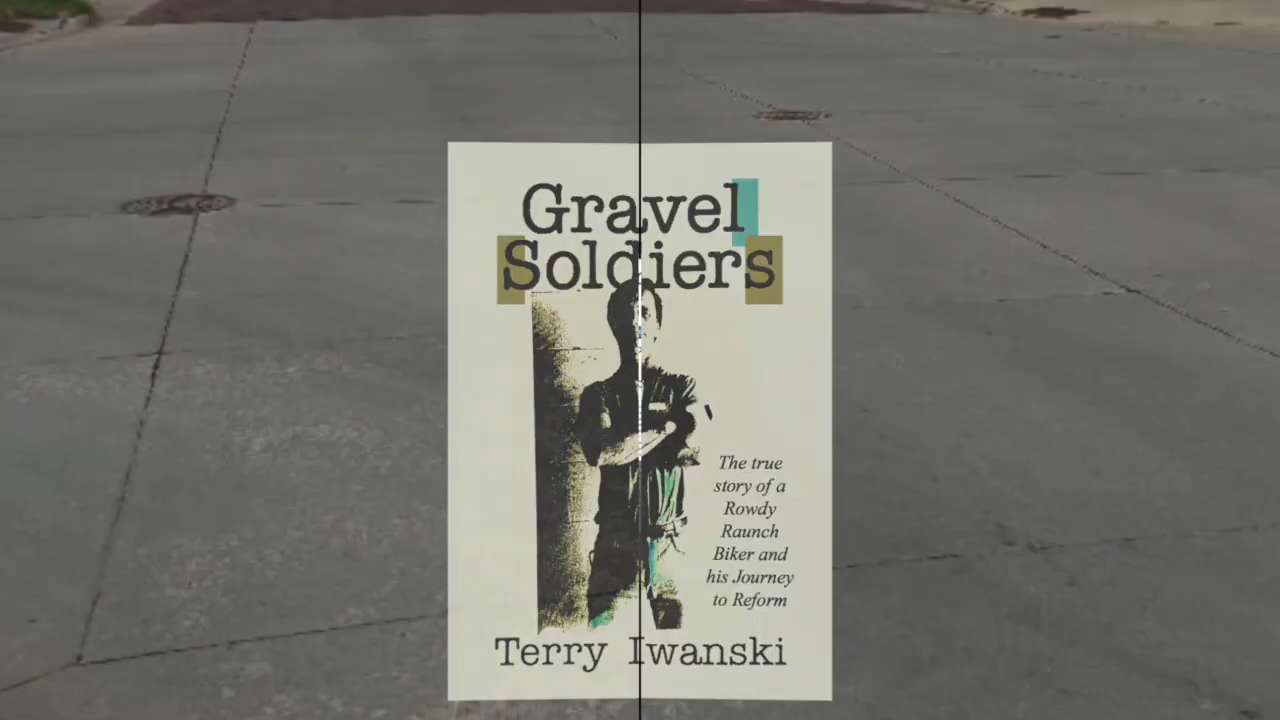 Gravel
Soldiers
The true
story of a
Rowdy
Raunch
Biker and
his Journey
to Reform
Terry Iwanski